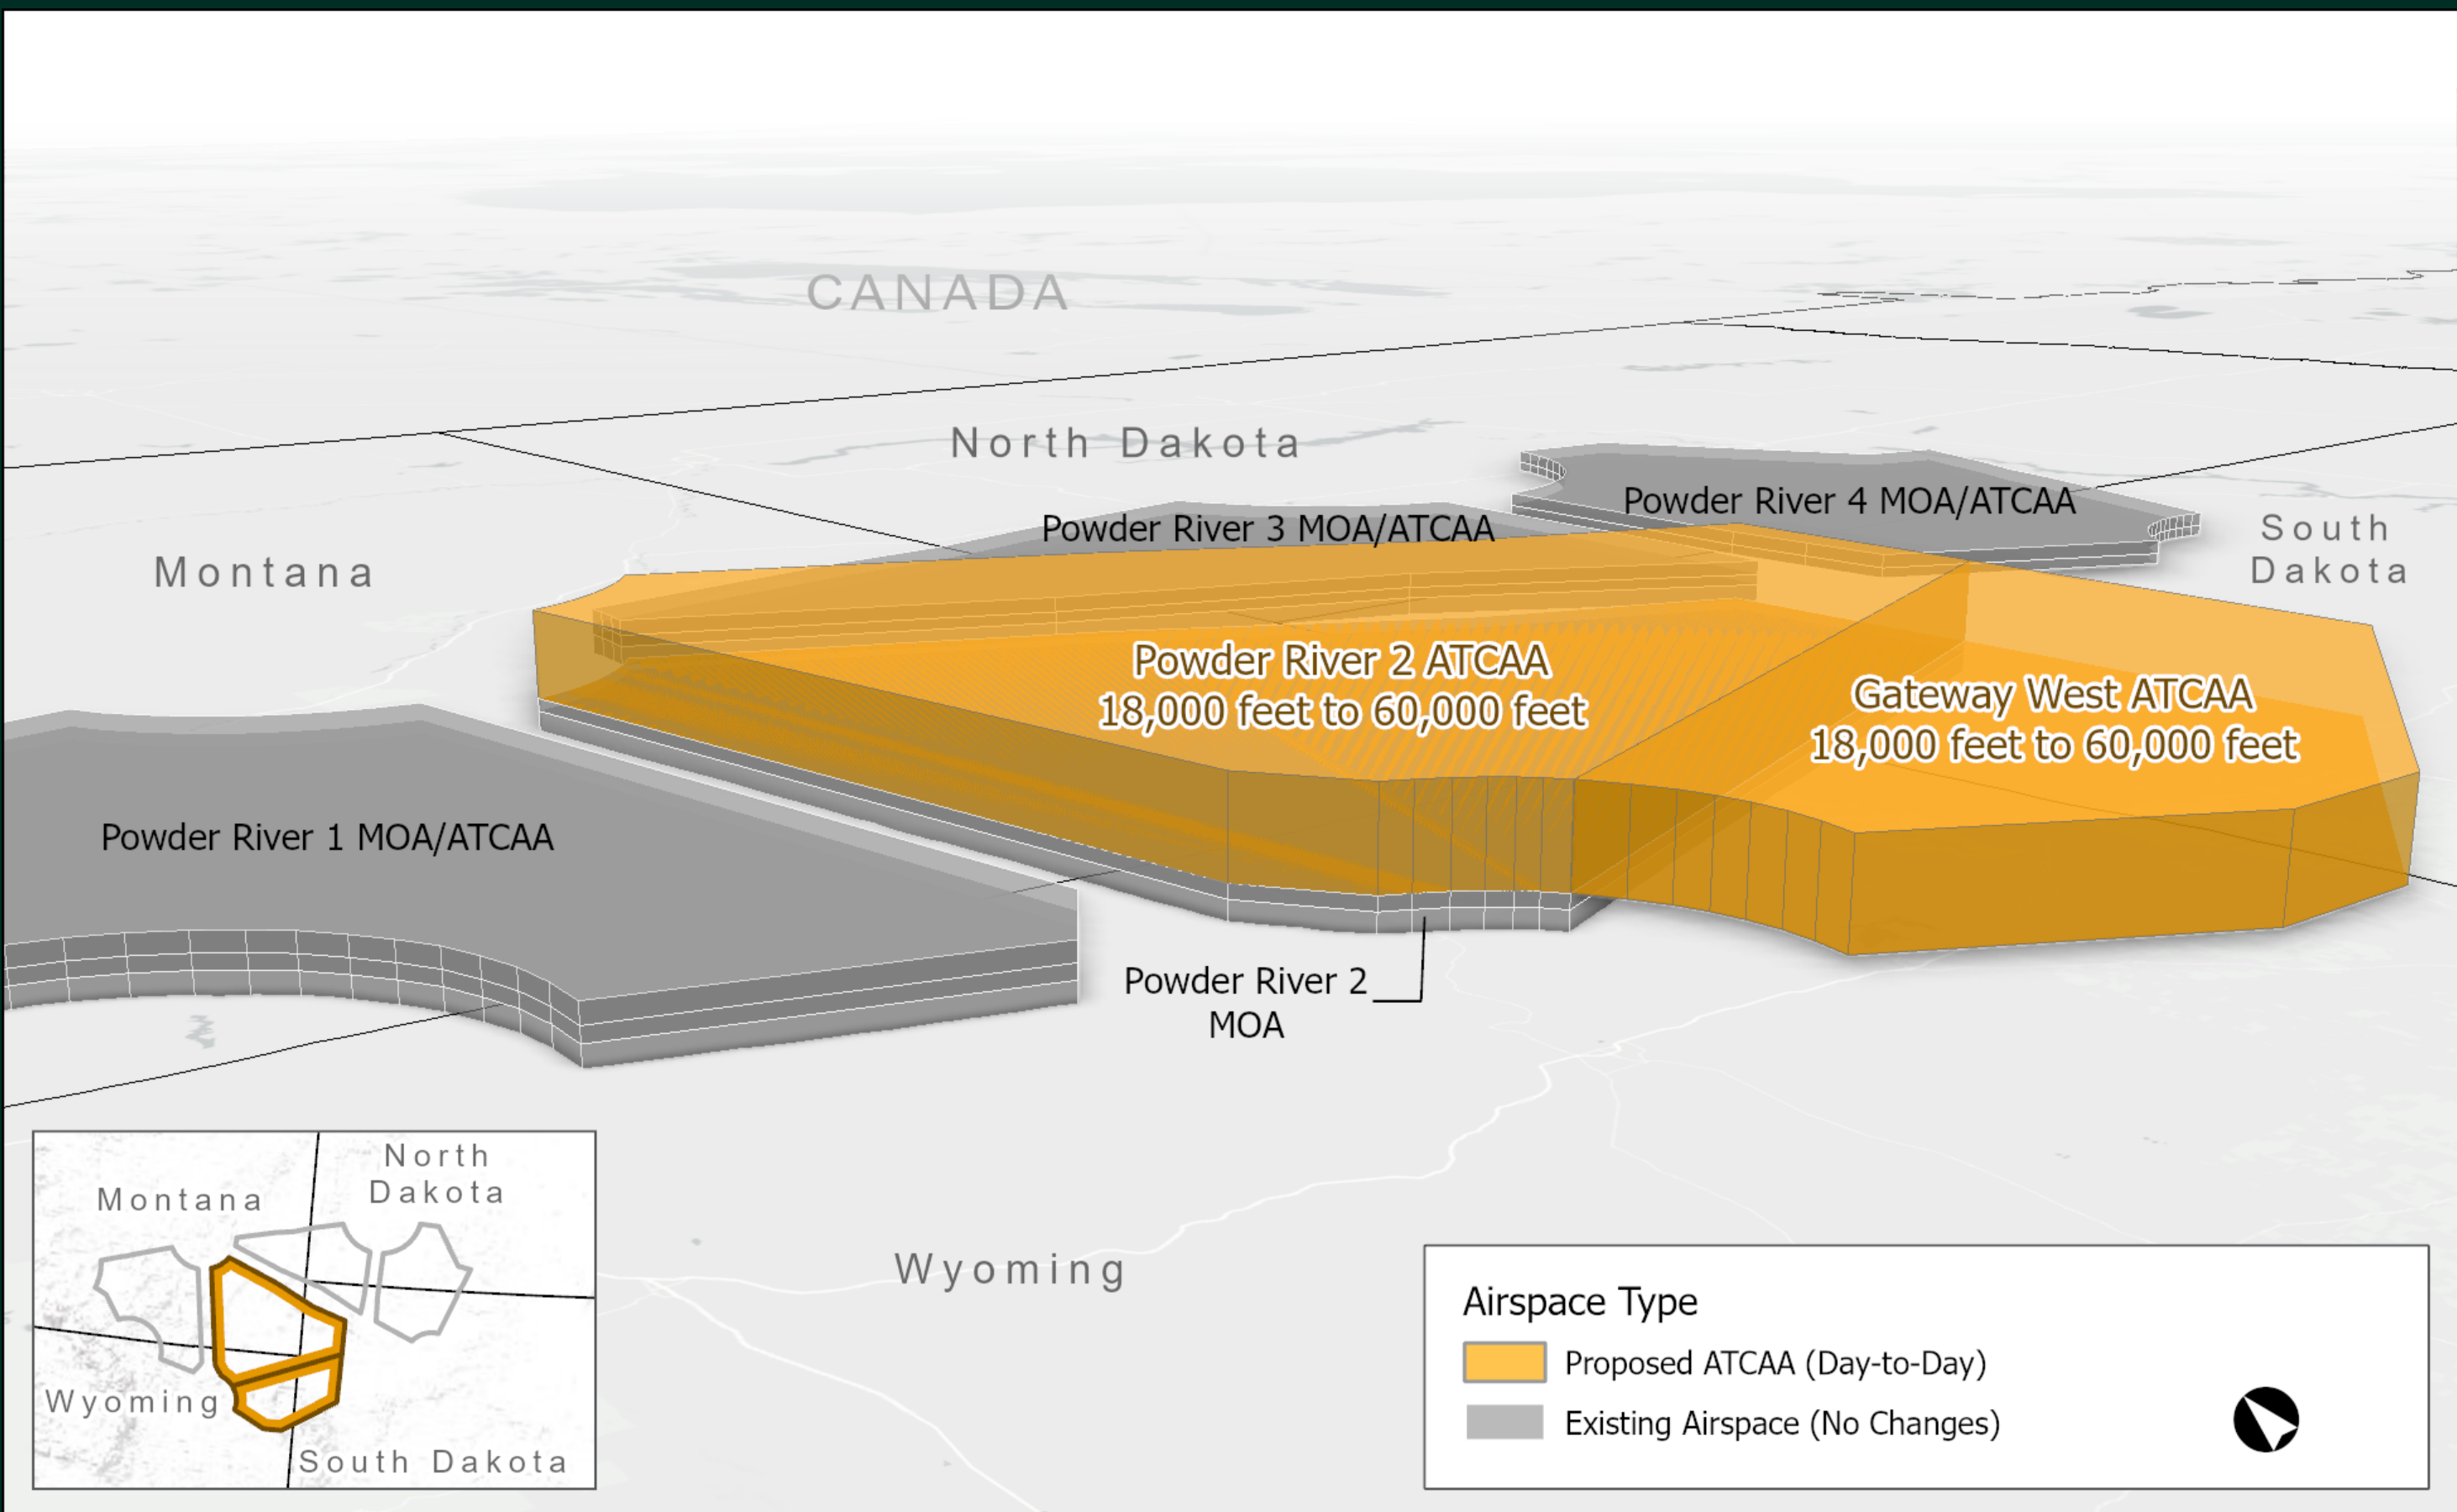 CANADA
North Dakota
Powder River 4 MOA/ATCAA
Powder River 3 MOA/ATCAA
South
Dakota
Montana
Powder River 2 ATCAA
18,000 feet to 60,000 feet
Gateway West ATCAA
18,000 feet to 60,000 feet
Powder River 1 MOA/ATCAA
Powder River 2
MOA
Wyoming
North
Dakota
Montana
Wyoming
South Dakota
Airspace Type
Proposed ATCAA (Day-to-Day)
Existing Airspace (No Changes)